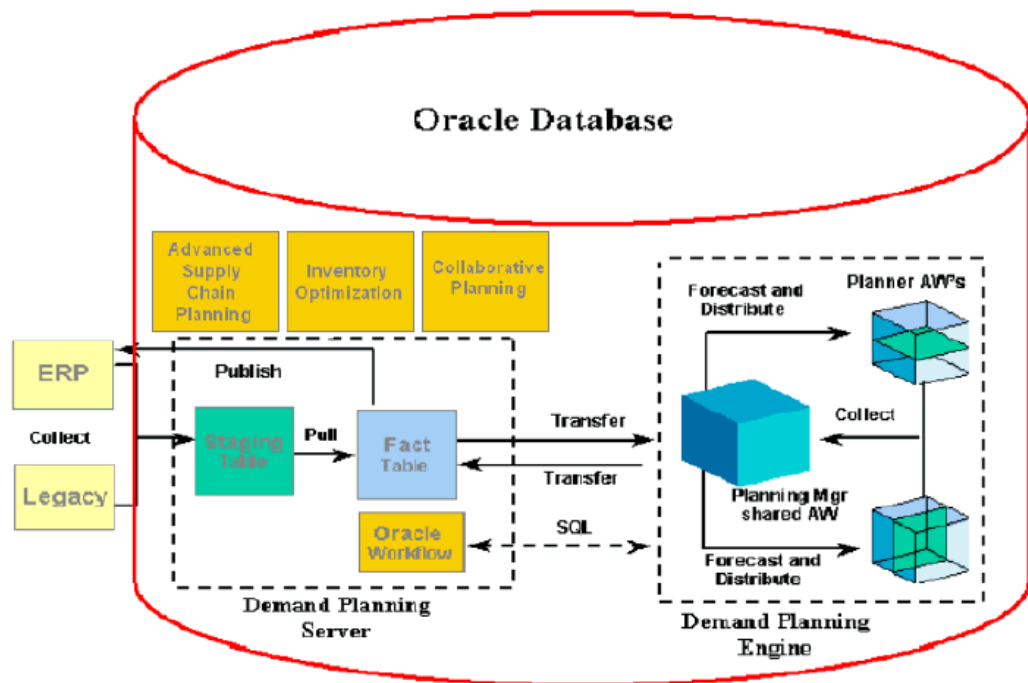 Oracle Database
Advanced
Supply
Chain
Planning
Inventory
Optimization
Collaborative
Planning
ERP
Collect
Legacy
Publish
Staging
Table
Pull
Fact
Table
Oracle
Workflow
Demand Planning
Server
Transfer
Transfer
SQL
Forecast and
Distribute
Planner AW's
Collect
Planning Mgr
shared AW
Forecast and
Distribute
Demand Planning
Engine